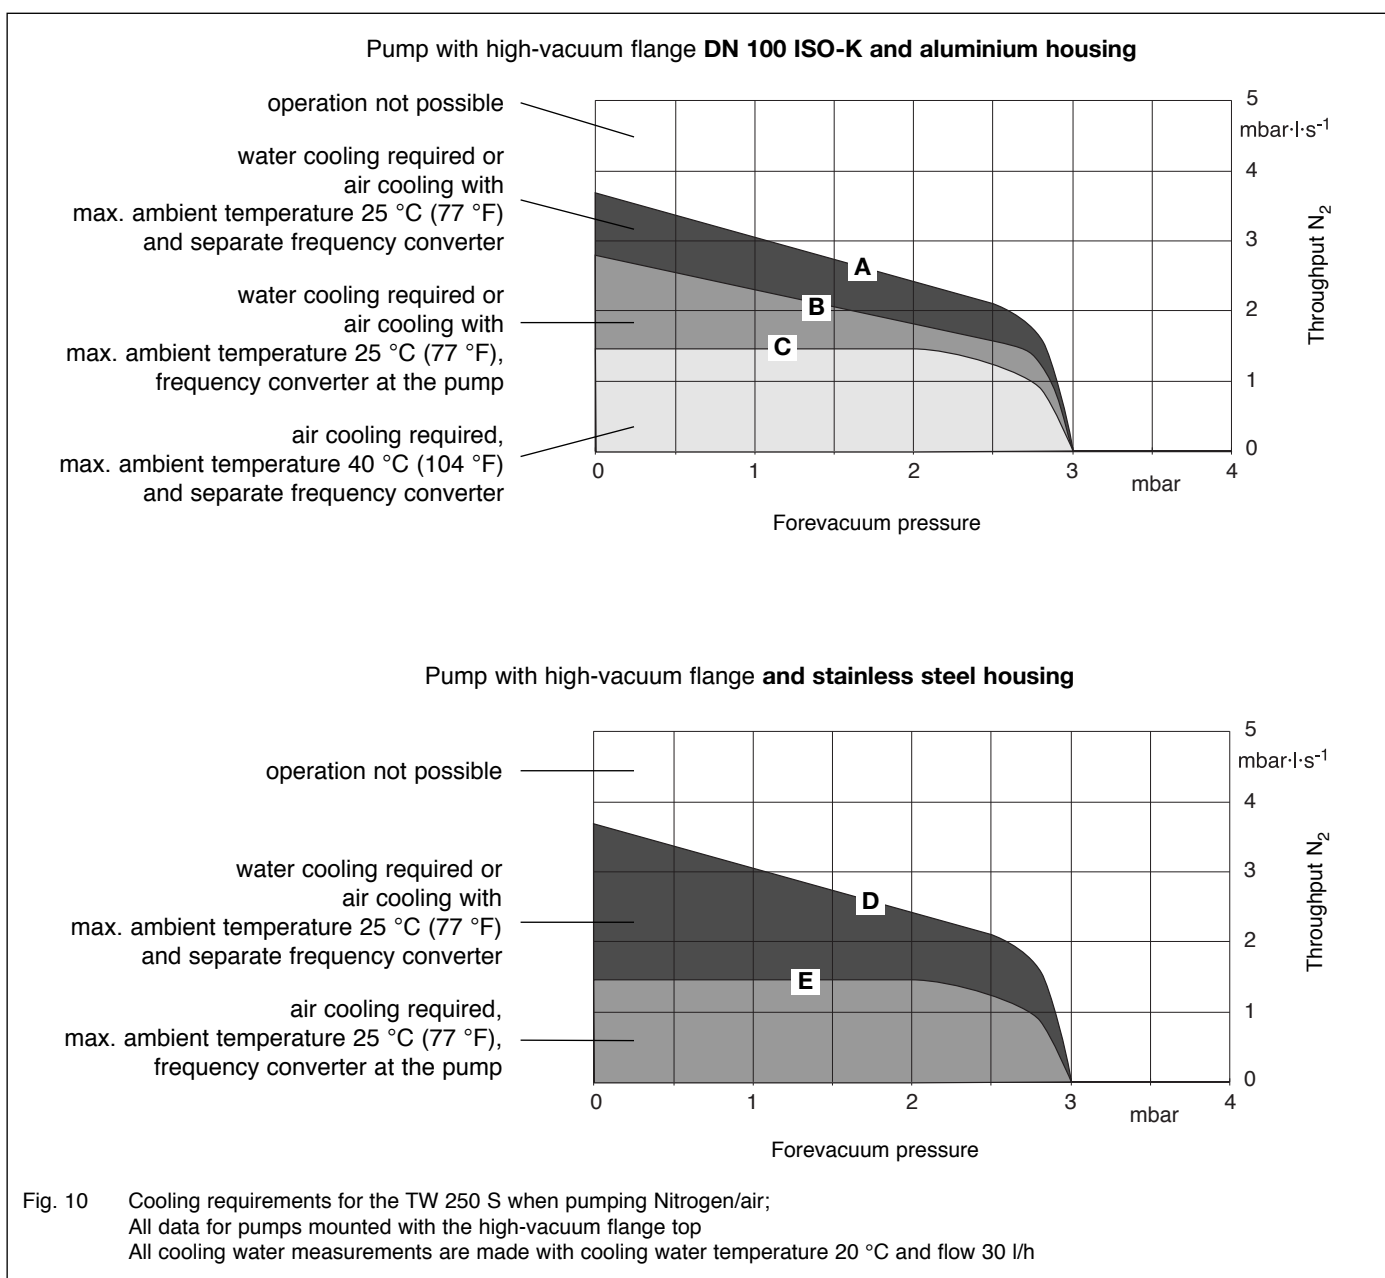 Pump with high-vacuum flange DN 100 ISO-K and aluminium housing
operation not possible
water cooling required or
air cooling with
max. ambient temperature 25 °C (77 °F)
and separate frequency converter
water cooling required or
air cooling with
max. ambient temperature 25 °C (77 °F),
frequency converter at the pump
air cooling required,
max. ambient temperature 40 °C (104 °F)
and separate frequency converter
A
B
C
5
mbar·l·s-1
4
3
2
1
0
Throughput N2
0 1 2 3 4
mbar
Forevacuum pressure
Pump with high-vacuum flange and stainless steel housing
operation not possible
water cooling required or
air cooling with
max. ambient temperature 25 °C (77 °F)
and separate frequency converter
air cooling required,
max. ambient temperature 25 °C (77 °F),
frequency converter at the pump
D
E
5
mbar·l·s-1
4
3
2
1
0
Throughput N2
0 1 2 3 4
mbar
Forevacuum pressure
Fig. 10 Cooling requirements for the TW 250 S when pumping Nitrogen/air;
All data for pumps mounted with the high-vacuum flange top
All cooling water measurements are made with cooling water temperature 20 °C and flow 30 l/h